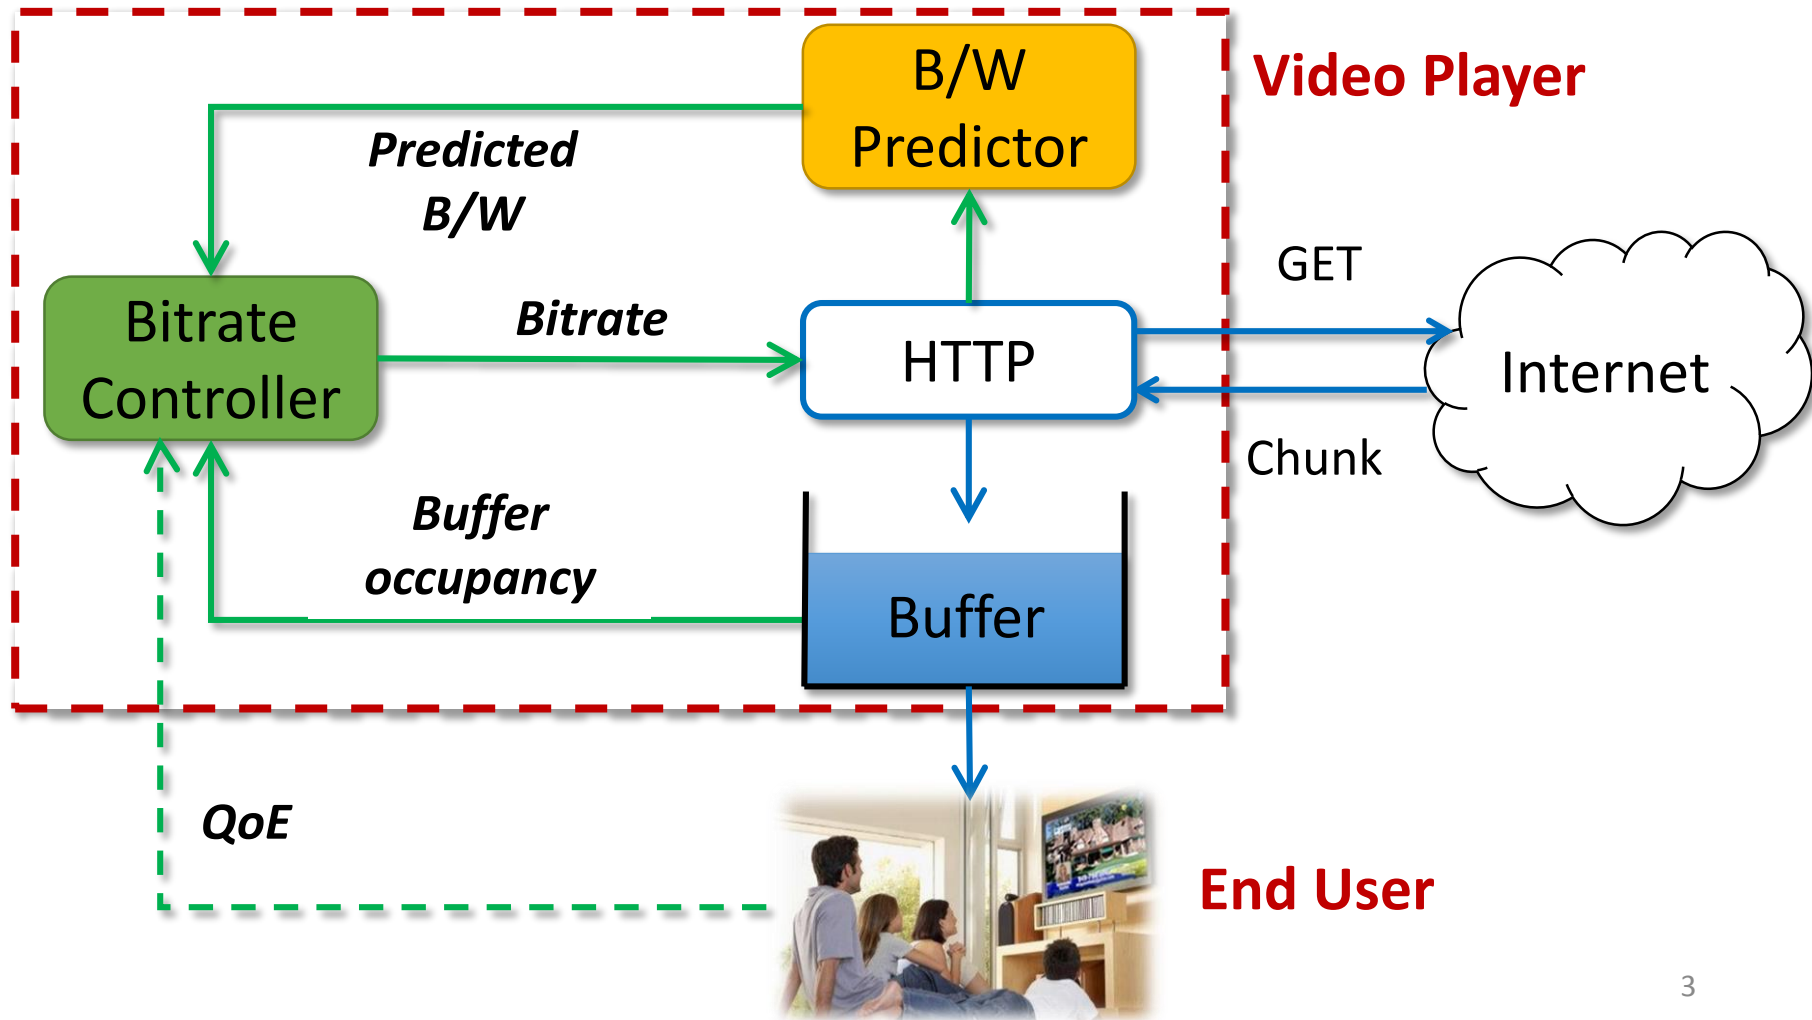 B/W
Predictor
Video Player
Predicted
B/W
GET
Bitrate
Controller
Bitrate
HTTP
Internet
Chunk
Buffer
occupancy
Buffer
QoE
End User
3